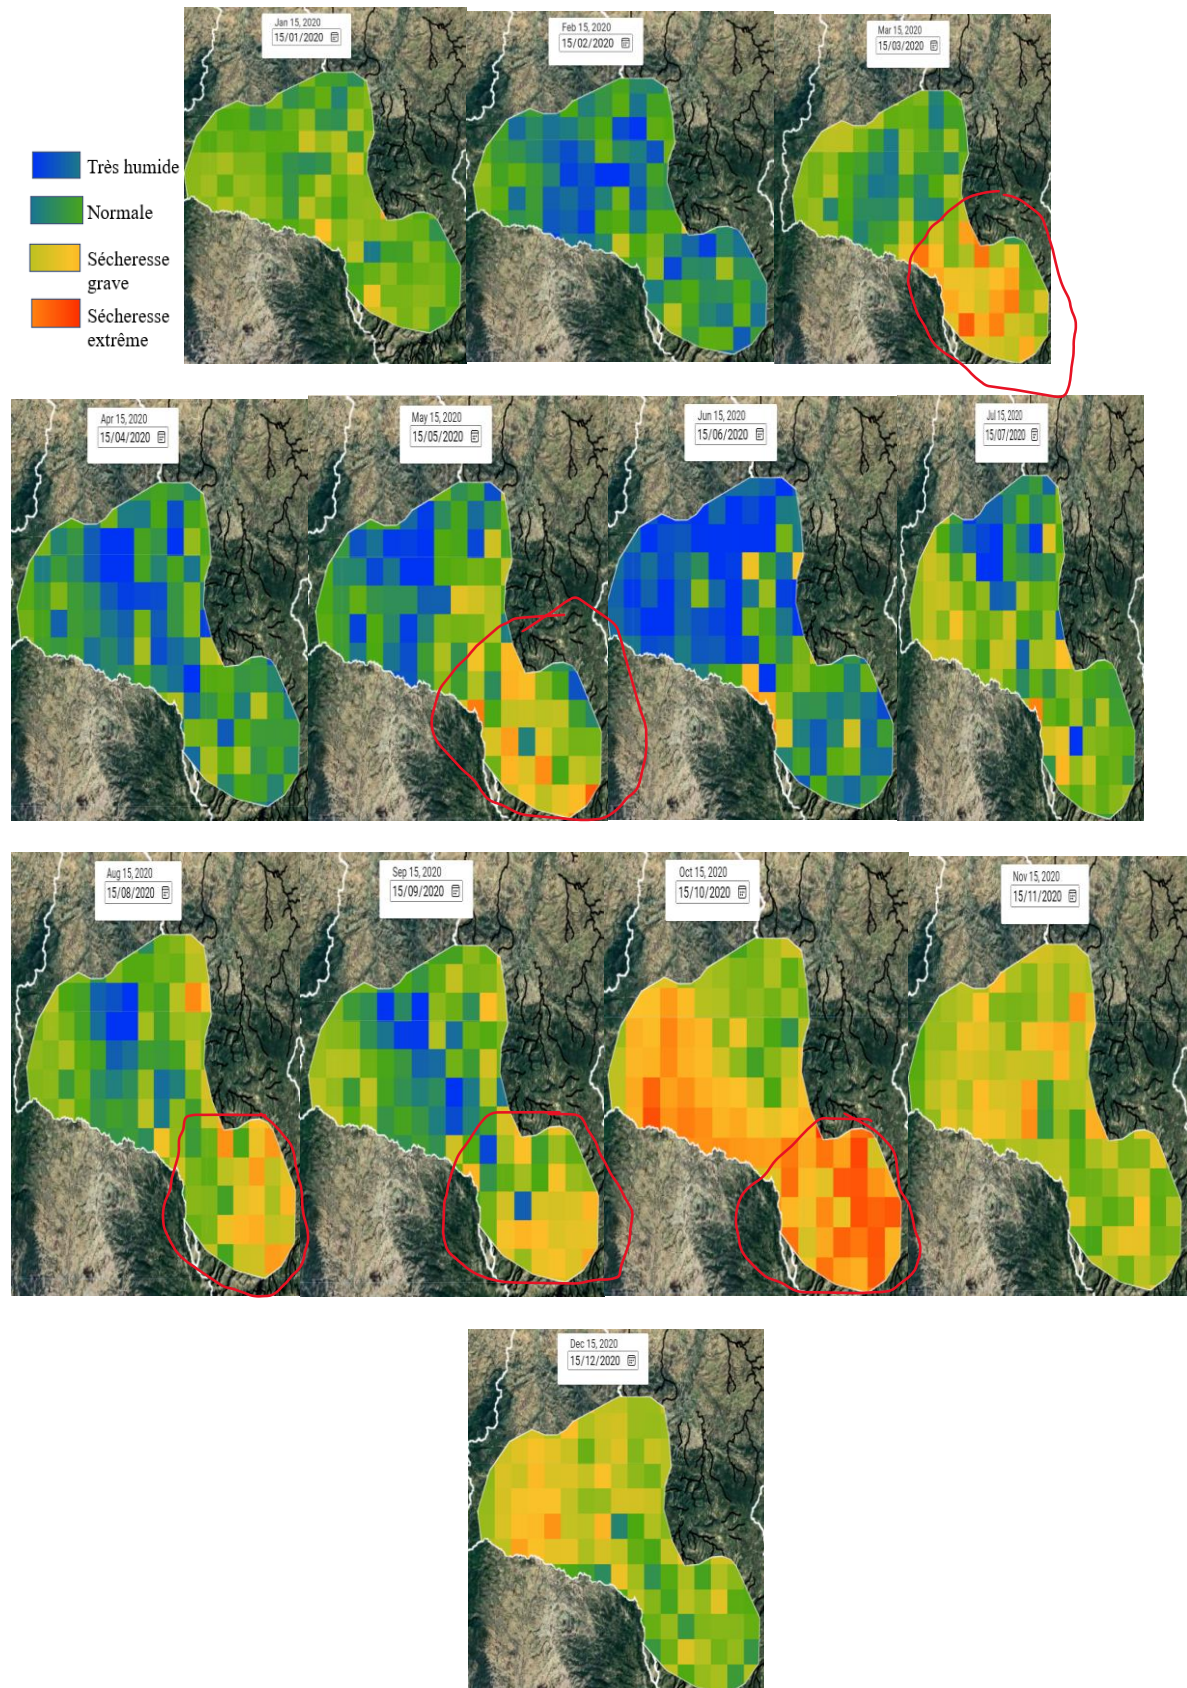 Jan 15, 2020
15/01/2020
Feb 15, 2020
15/02/2020
Mar 15, 2020
15/03/2020
Très humide
Normale
Sécheresse
grave
Sécheresse
extrême
Apr 15, 2020
15/04/2020
May 15, 2020
15/05/2020
Jun 15, 2020
15/06/2020
Jul 15, 2020
15/07/2020
Aug 15, 2020
15/08/2020
Sep 15, 2020
15/09/2020
Oct 15, 2020
15/10/2020
Nov 15, 2020
15/11/2020
Dec 15, 2020
15/12/2020